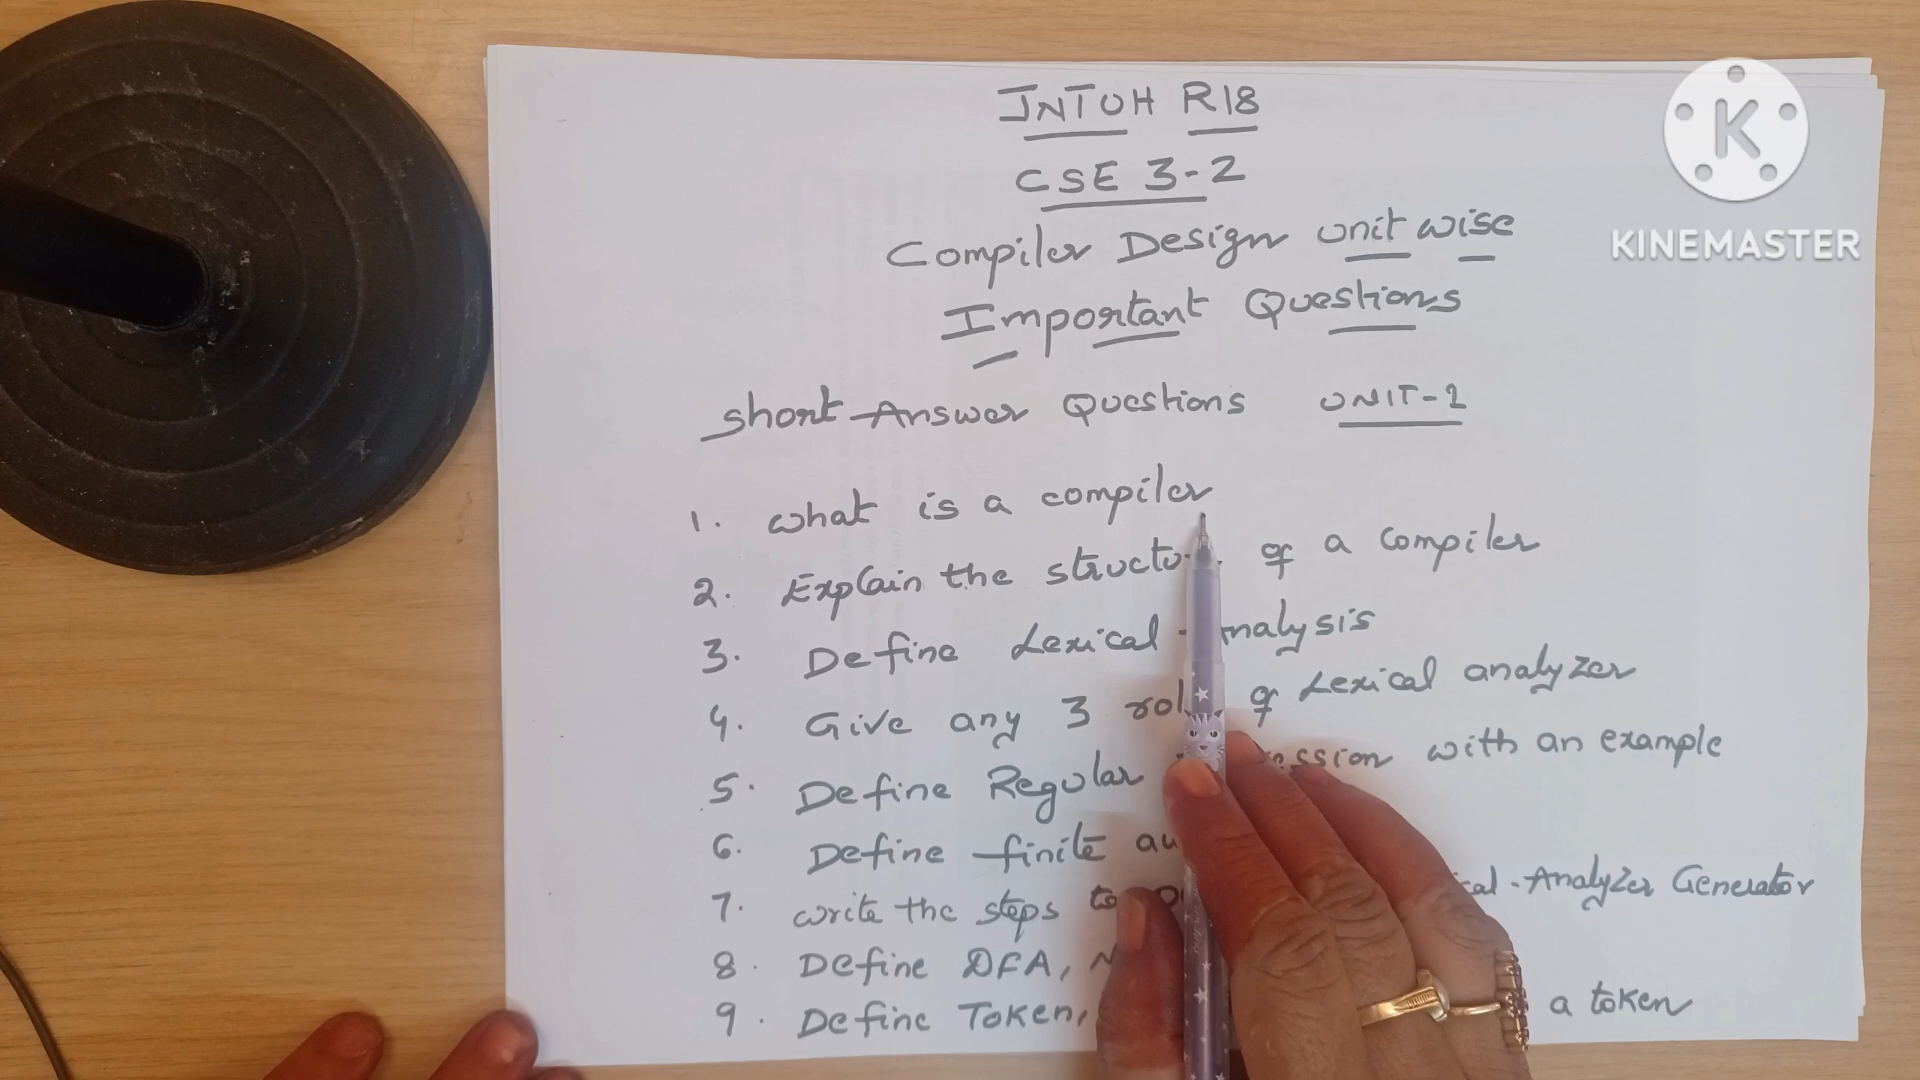 JNTUH R18
CSE 3-2
Compiler Design Unit wise
Important Questions
Short Answer Questions UNIT-1
1. What is a compiler
2. Explain the of a compiler
3. Define Lexical
4. Give any 3 of Lexical analyzer
5. Define Regular with an example
6. Define finite
7. Write the steps to Analyzer Generator
8. Define DFA,
9. Define Token, a token
K
KINEMASTER